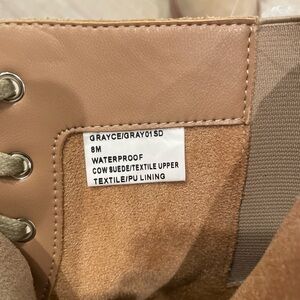 GRAYCE/GRAY01SD
8M
WATERPROOF
COW SUEDE/TEXTILE UPPER
TEXTILE/PU LINING